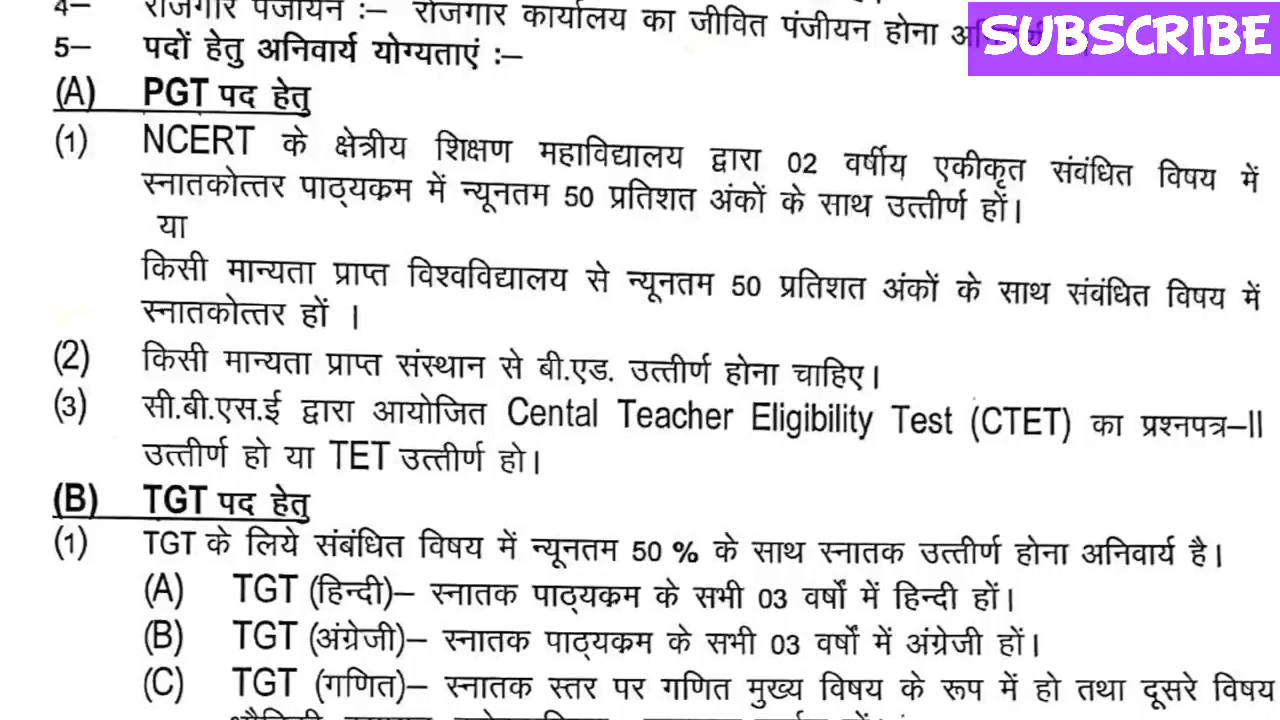 4– रोजगार पंजीयन :– रोजगार कार्यालय का जीवित पंजीयन होना
SUBSCRIBE
5– पदों हेतु अनिवार्य योग्यताएं :–
(A) PGT पद हेतु
(1) NCERT के क्षेत्रीय शिक्षण महाविद्यालय द्वारा 02 वर्षीय एकीकृत संबंधित विषय में
स्नातकोत्तर पाठ्यक्रम में न्यूनतम 50 प्रतिशत अंकों के साथ उत्तीर्ण हों।
या
किसी मान्यता प्राप्त विश्वविद्यालय से न्यूनतम 50 प्रतिशत अंकों के साथ संबंधित विषय में
स्नातकोत्तर हों ।
(2) किसी मान्यता प्राप्त संस्थान से बी.एड. उत्तीर्ण होना चाहिए।
(3) सी.बी.एस.ई द्वारा आयोजित Cental Teacher Eligibility Test (CTET) का प्रश्नपत्र–II
उत्तीर्ण हो या TET उत्तीर्ण हो।
(B) TGT पद हेतु
(1) TGT के लिये संबंधित विषय में न्यूनतम 50 % के साथ स्नातक उत्तीर्ण होना अनिवार्य है।
(A) TGT (हिन्दी)– स्नातक पाठ्यक्रम के सभी 03 वर्षों में हिन्दी हों।
(B) TGT (अंग्रेजी)– स्नातक पाठ्यक्रम के सभी 03 वर्षों में अंग्रेजी हों।
(C) TGT (गणित)– स्नातक स्तर पर गणित मुख्य विषय के रूप में हो तथा दूसरे विषय